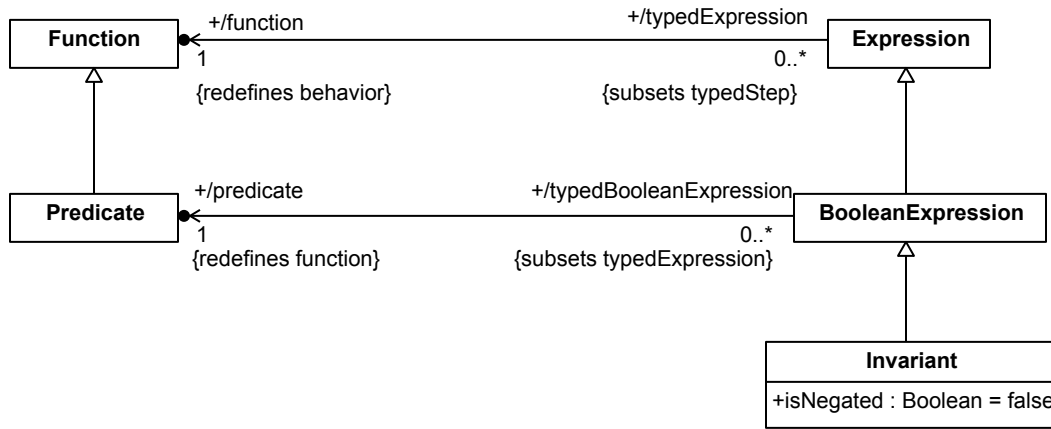 +/function
+/typedExpression
Function
Expression
1
0..*
{redefines behavior}
{subsets typedStep}
+/predicate
+/typedBooleanExpression
Predicate
BooleanExpression
1
0..*
{redefines function}
{subsets typedExpression}
Invariant
+isNegated : Boolean = false